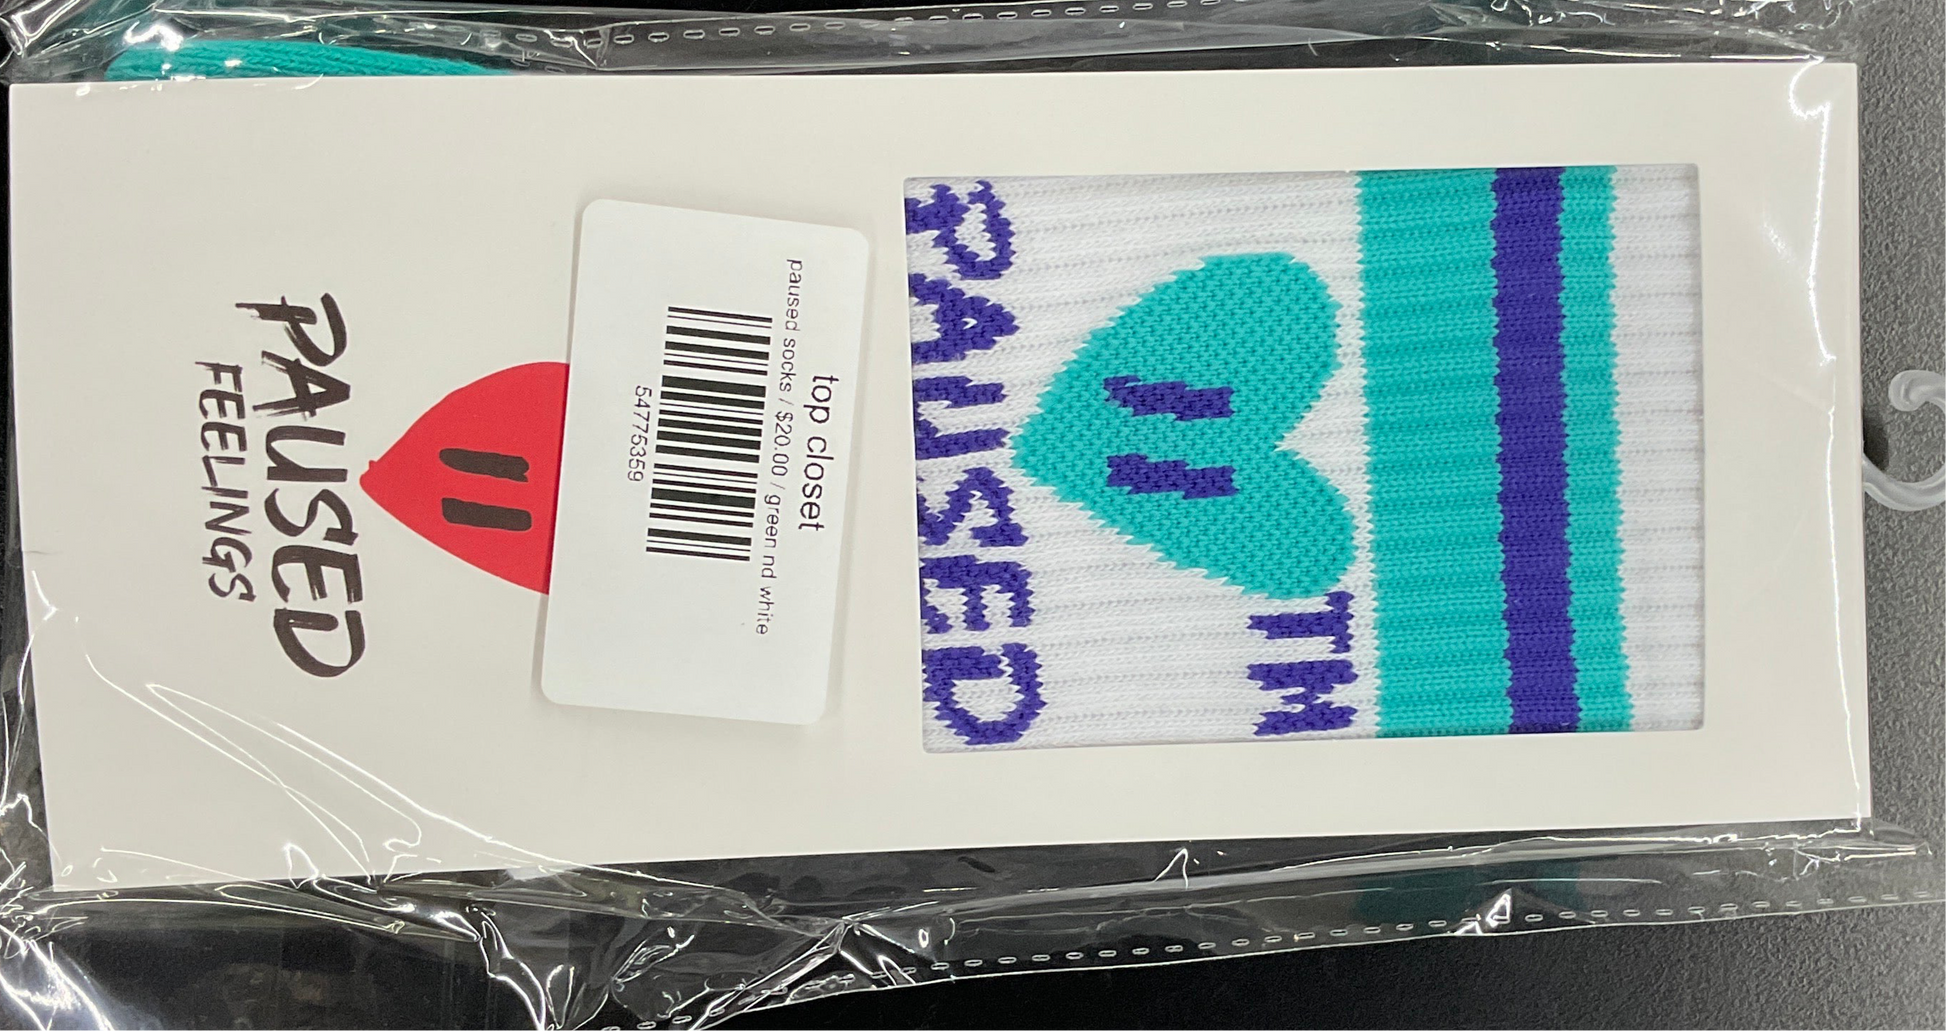 TM
PAUSED
top closet
paused socks / $20.00 / green nd white
54775359
PAUSED
FEELINGS